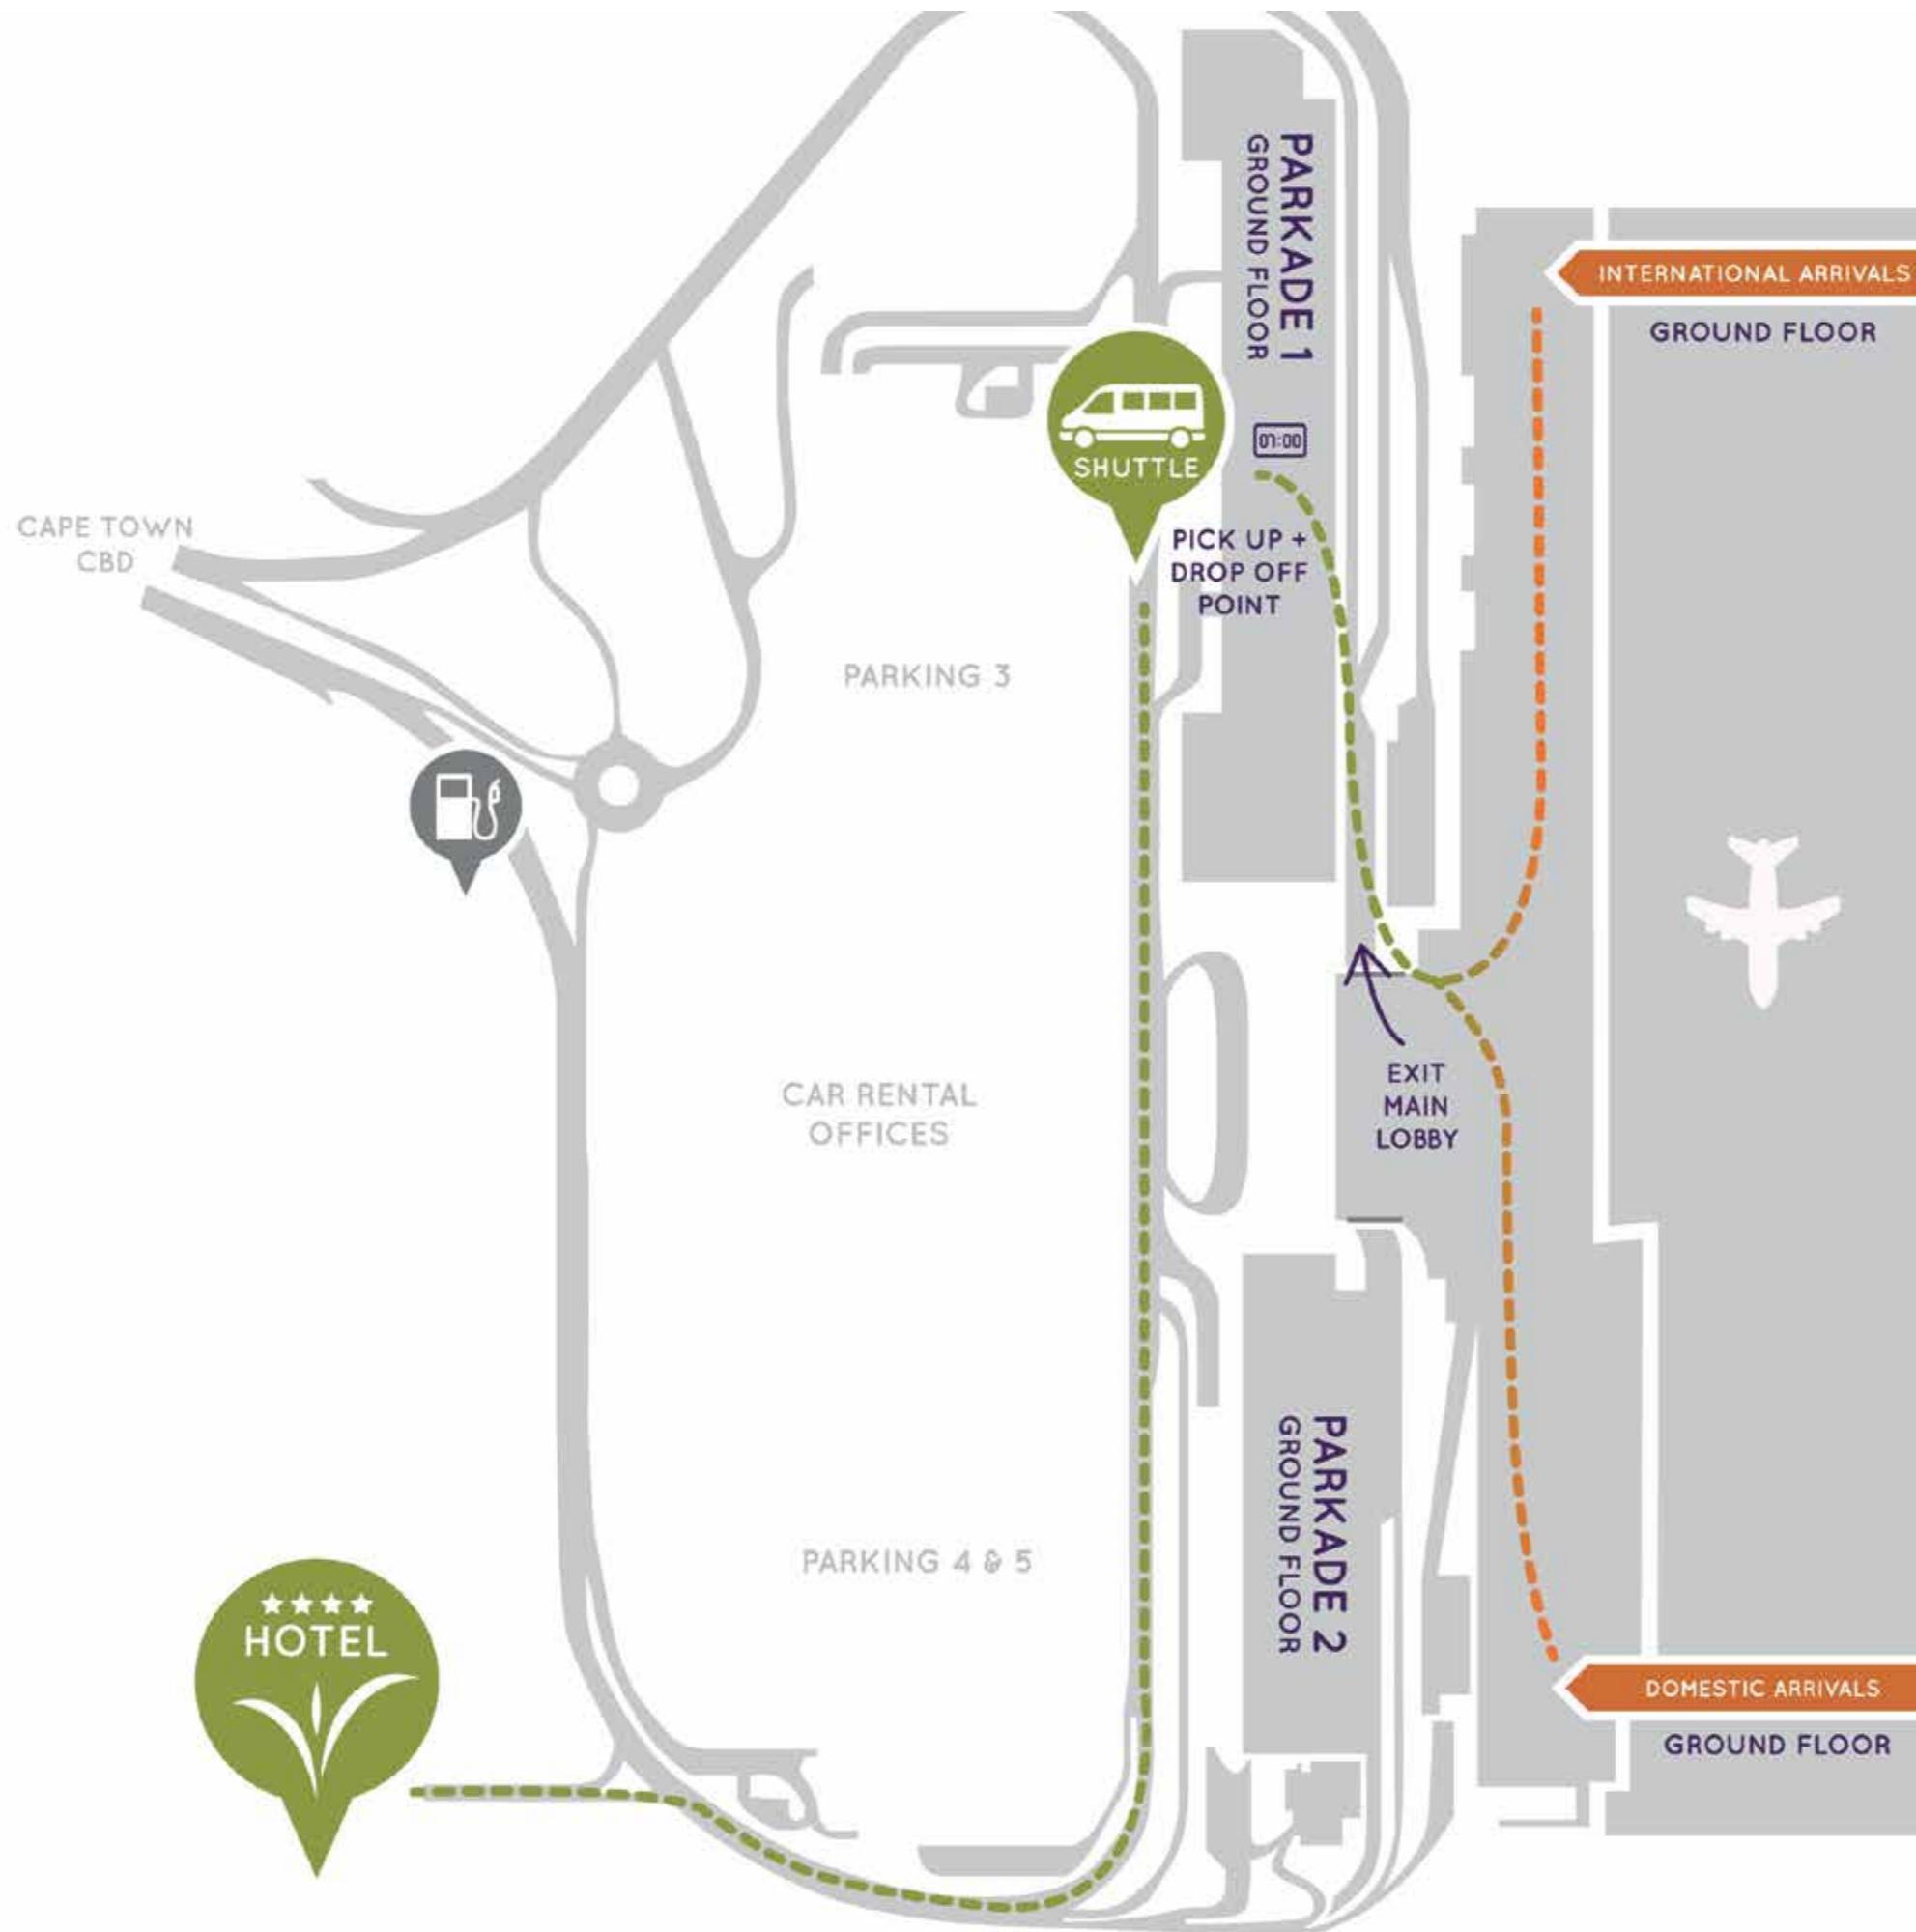 PARKADE 1
GROUND FLOOR
INTERNATIONAL ARRIVALS
GROUND FLOOR
07:00
SHUTTLE
PICK UP +
DROP OFF
POINT
CAPE TOWN
CBD
PARKING 3
EXIT
MAIN
LOBBY
CAR RENTAL
OFFICES
PARKADE 2
GROUND FLOOR
PARKING 4 & 5
HOTEL
DOMESTIC ARRIVALS
GROUND FLOOR